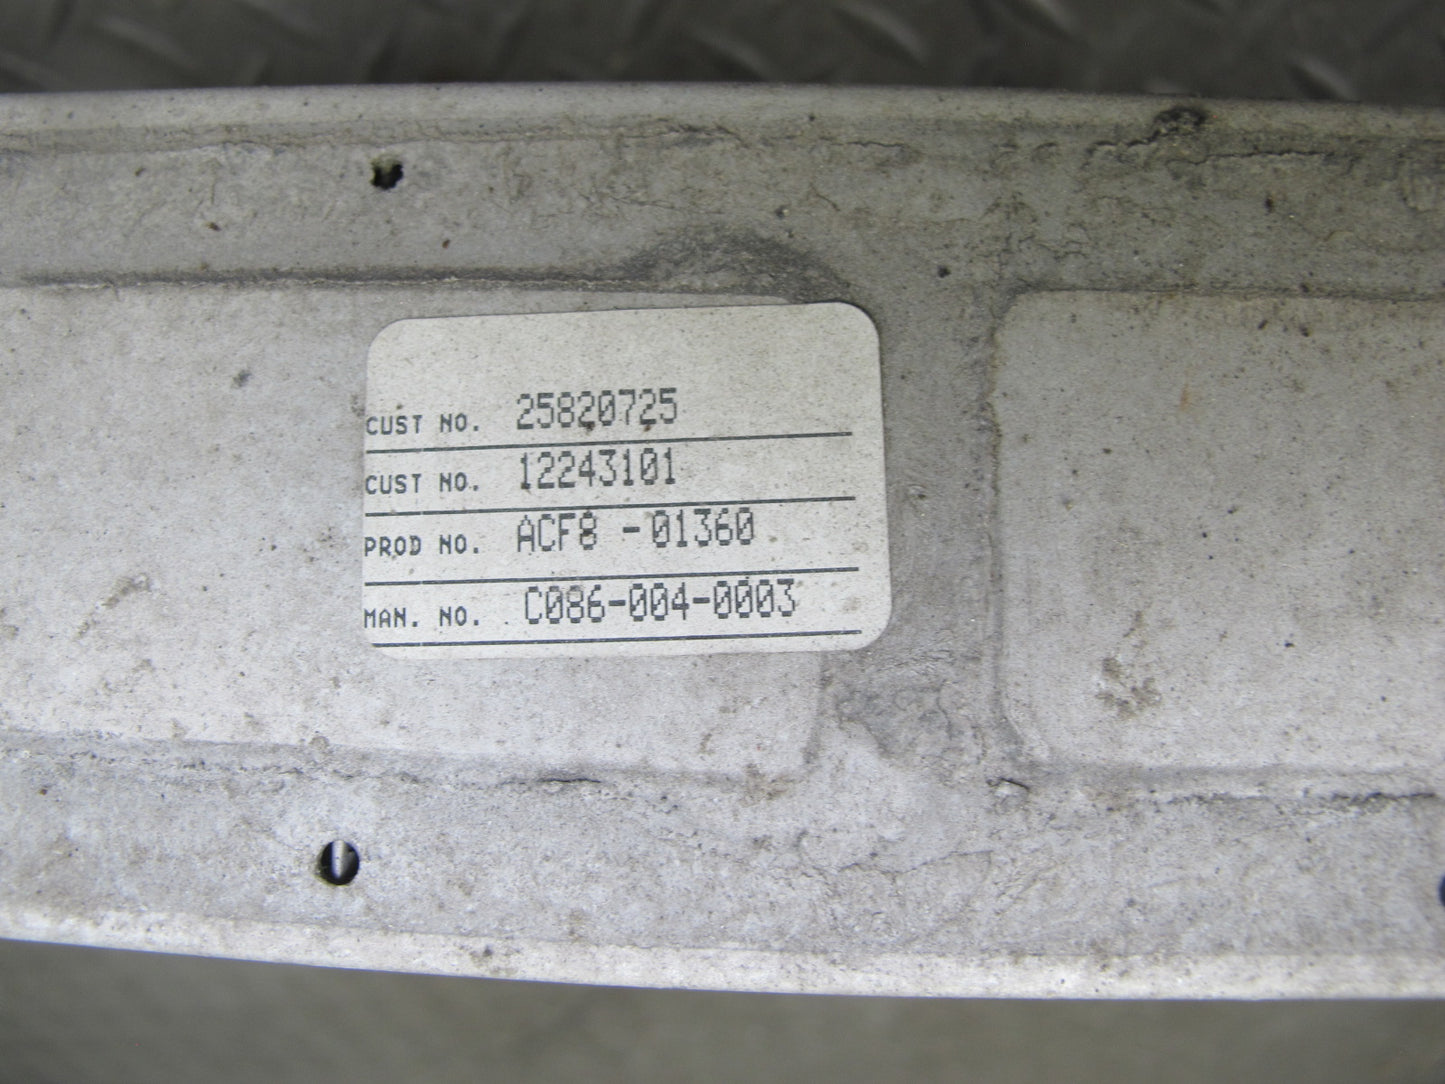 CUST NO. 25820725
CUST NO. 12243101
PROD NO. ACF8 -01360
MAN. NO. C086-004-0003